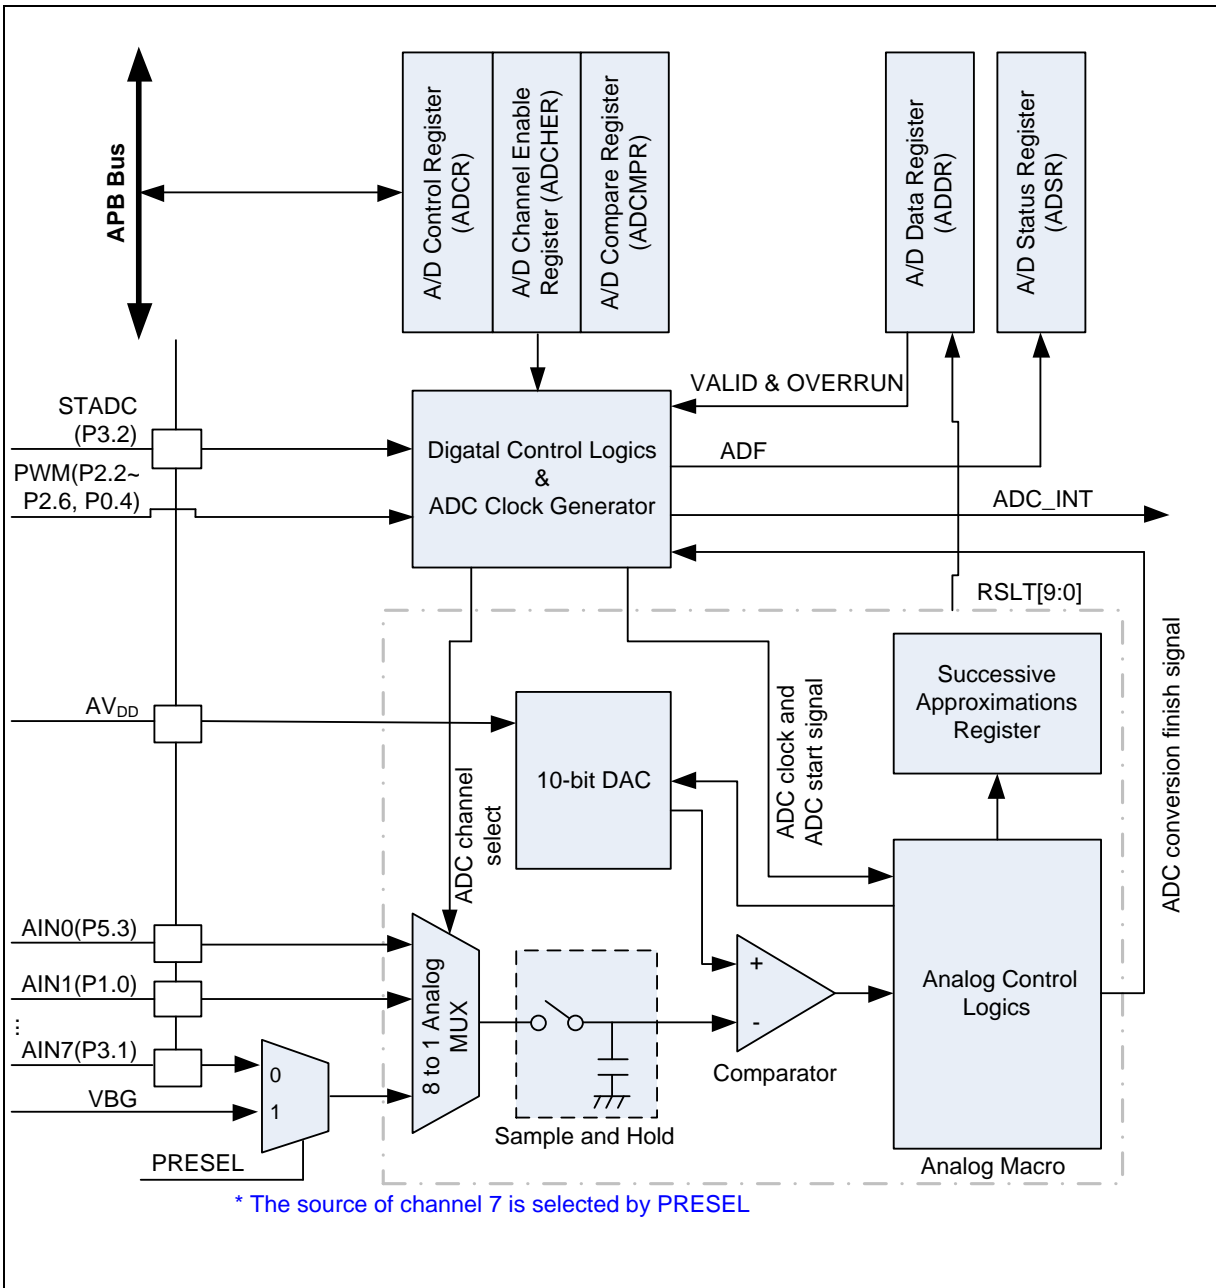 APB Bus
A/D Control Register
(ADCR)
A/D Channel Enable
Register (ADCHER)
A/D Compare Register
(ADCMPR)
A/D Data Register
(ADDR)
A/D Status Register
(ADSR)
VALID & OVERRUN
STADC
(P3.2)
PWM(P2.2~
P2.6, P0.4)
Digatal Control Logics
&
ADC Clock Generator
ADF
ADC_INT
RSLT[9:0]
ADC conversion finish signal
AVDD
10-bit DAC
ADC channel
select
ADC clock and
ADC start signal
Successive
Approximations
Register
AIN0(P5.3)
AIN1(P1.0)
...
AIN7(P3.1)
VBG
0
1
PRESEL
8 to 1 Analog
MUX
Sample and Hold
+
-
Comparator
Analog Control
Logics
Analog Macro
* The source of channel 7 is selected by PRESEL